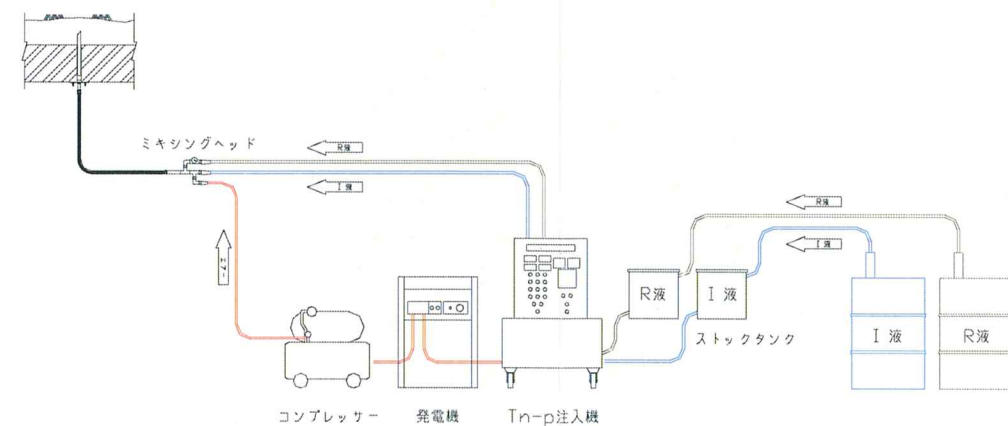 ミキシングヘッド
R液
I液
R液
I液
エアー
R液
I液
ストックタンク
I液
R液
コンプレッサー
発電機
Tn-p注入機